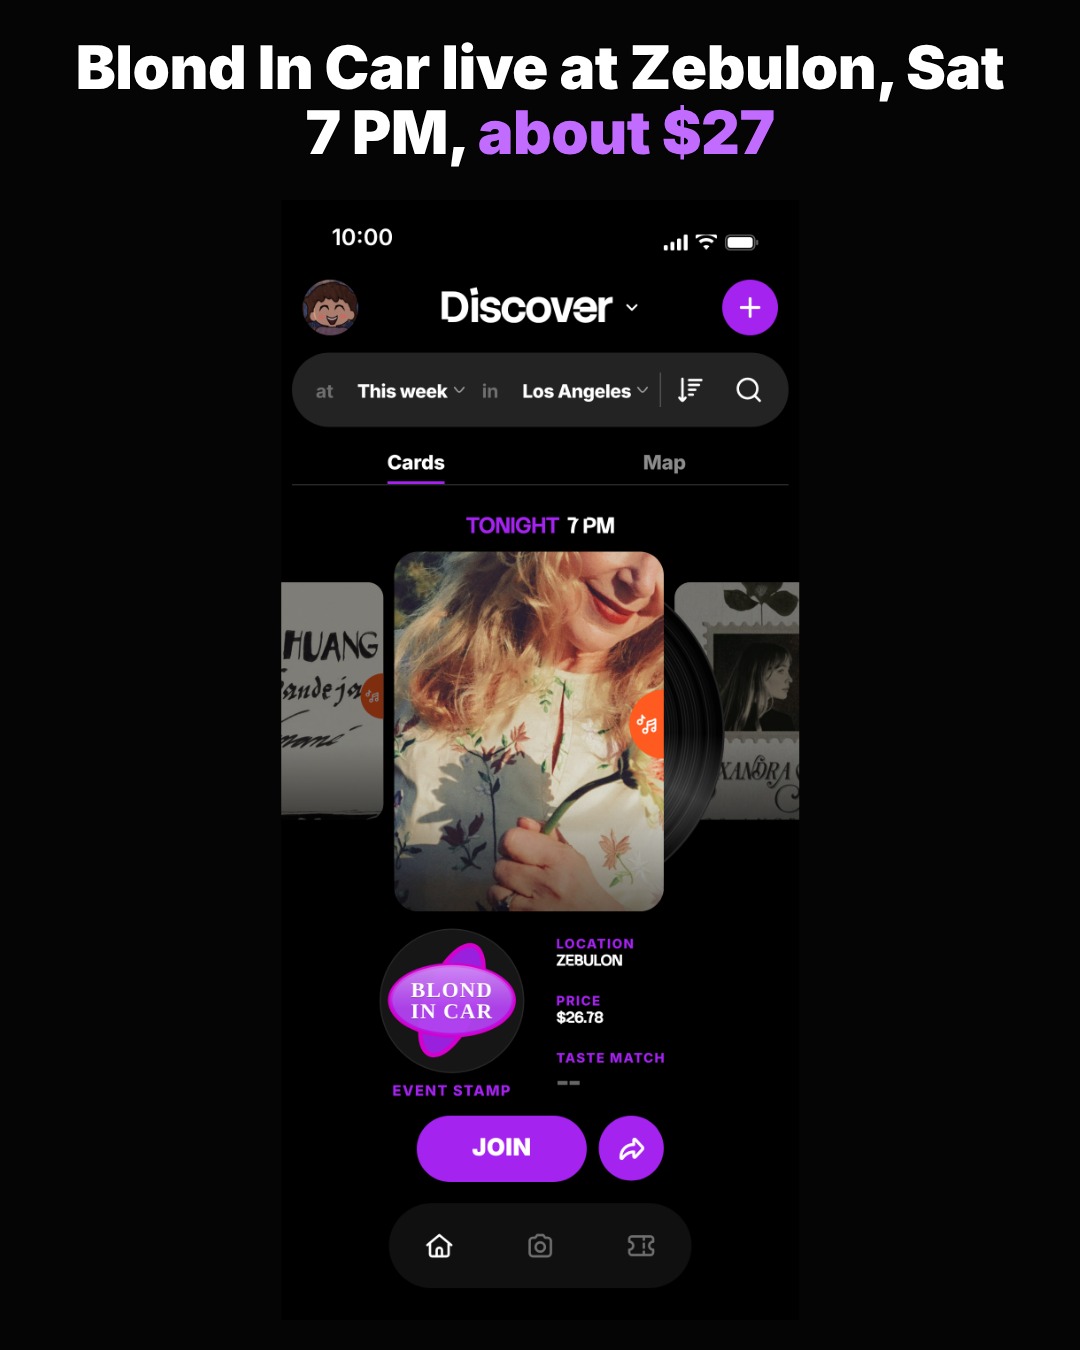 Blond In Car live at Zebulon, Sat
7 PM, about $27
10:00
Discover
at This week in Los Angeles
Cards Map
TONIGHT 7 PM
HUANG
XANDRA
BLOND
IN CAR
EVENT STAMP
LOCATION
ZEBULON
PRICE
$26.78
TASTE MATCH
--
JOIN